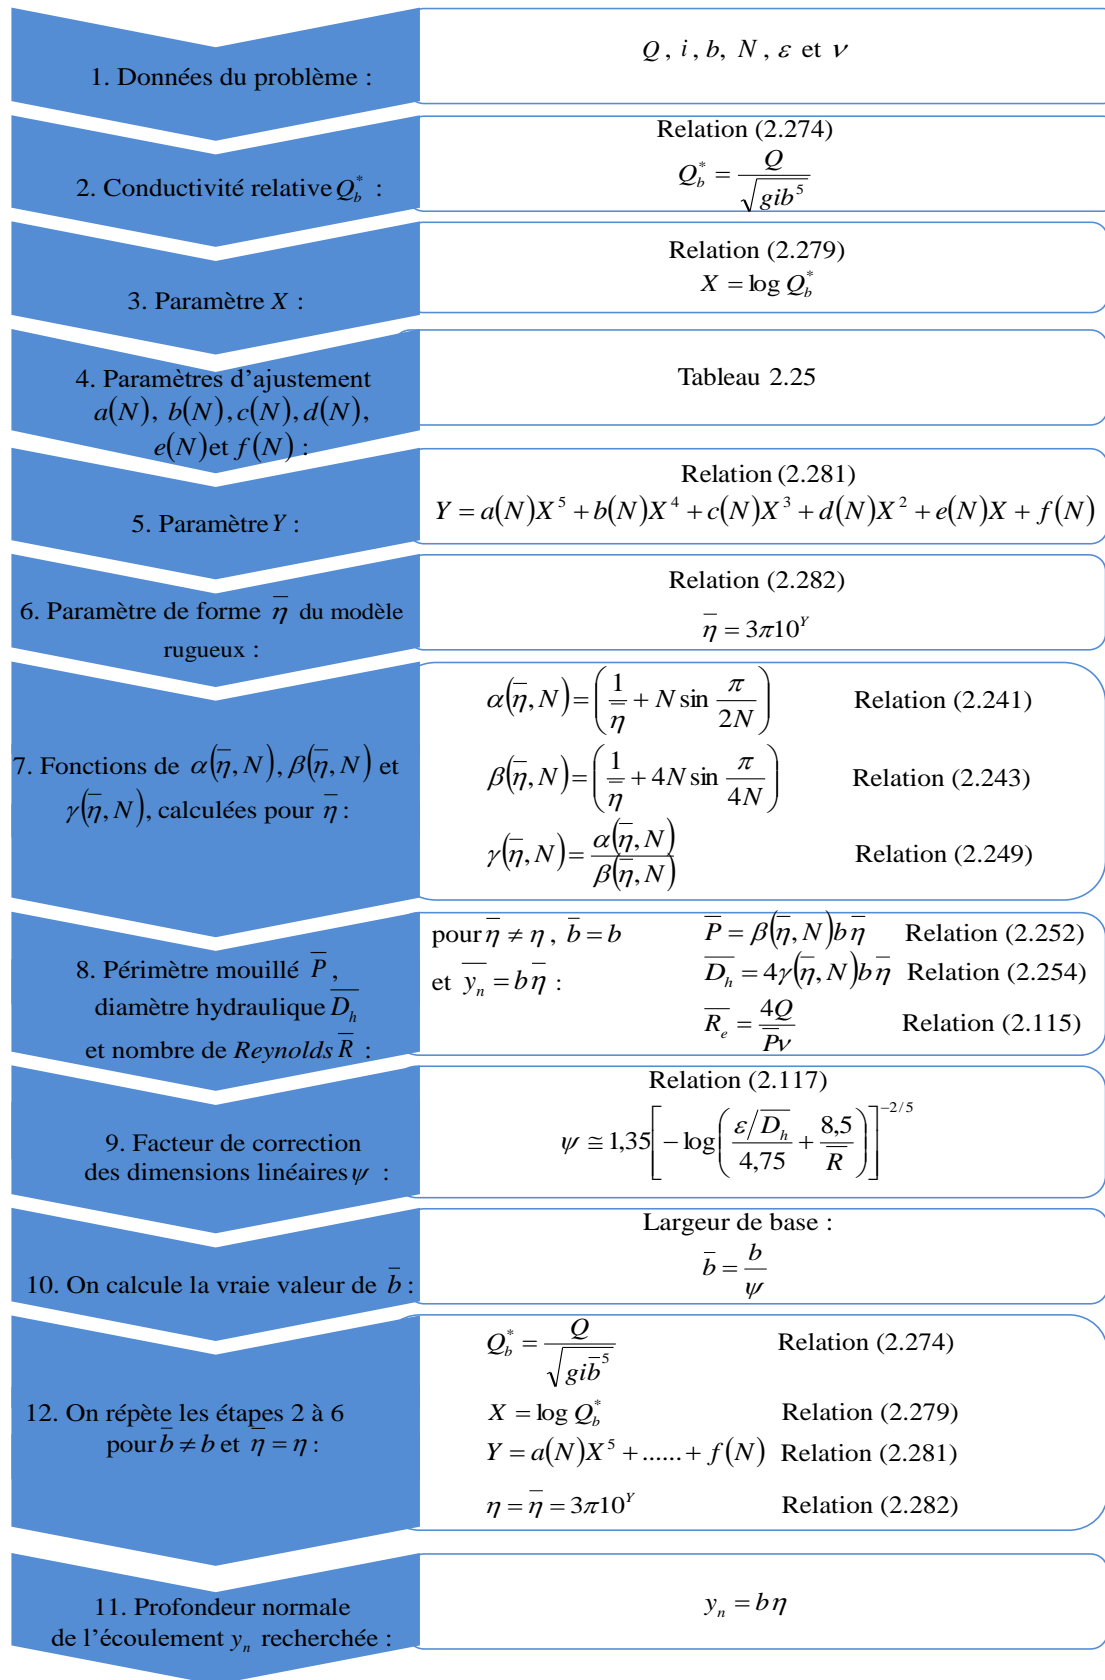 1. Données du problème :
Q , i , b, N , ε et ν
2. Conductivité relative Q_b^* :
Relation (2.274)
Q_b^* = Q / √(gib^5)
3. Paramètre X :
Relation (2.279)
X = log Q_b^*
4. Paramètres d’ajustement
a(N), b(N), c(N), d(N),
e(N) et f(N) :
Tableau 2.25
5. Paramètre Y :
Relation (2.281)
Y = a(N)X^5 + b(N)X^4 + c(N)X^3 + d(N)X^2 + e(N)X + f(N)
6. Paramètre de forme η̄ du modèle
rugueux :
Relation (2.282)
η̄ = 3π10^Y
7. Fonctions de α(η̄, N), β(η̄, N) et
γ(η̄, N), calculées pour η̄ :
α(η̄, N) = (1/η̄ + N sin π/2N) Relation (2.241)
β(η̄, N) = (1/η̄ + 4N sin π/4N) Relation (2.243)
γ(η̄, N) = α(η̄, N) / β(η̄, N) Relation (2.249)
8. Périmètre mouillé P̄ ,
diamètre hydraulique D̄_h
et nombre de Reynolds R̄ :
pour η̄ ≠ η , b̄ = b P̄ = β(η̄, N)bη̄ Relation (2.252)
et ȳ_n = bη̄ : D̄_h = 4γ(η̄, N)bη̄ Relation (2.254)
R̄_e = 4Q / P̄ν Relation (2.115)
9. Facteur de correction
des dimensions linéaires ψ :
Relation (2.117)
ψ ≅ 1,35[− log((ε/D̄_h)/4,75 + 8,5/R̄)]^(−2/5)
10. On calcule la vraie valeur de b̄ :
Largeur de base :
b̄ = b/ψ
12. On répète les étapes 2 à 6
pour b̄ ≠ b et η̄ = η :
Q_b^* = Q / √(gib̄^5) Relation (2.274)
X = log Q_b^* Relation (2.279)
Y = a(N)X^5 + ...... + f(N) Relation (2.281)
η = η̄ = 3π10^Y Relation (2.282)
11. Profondeur normale
de l’écoulement y_n recherchée :
y_n = bη